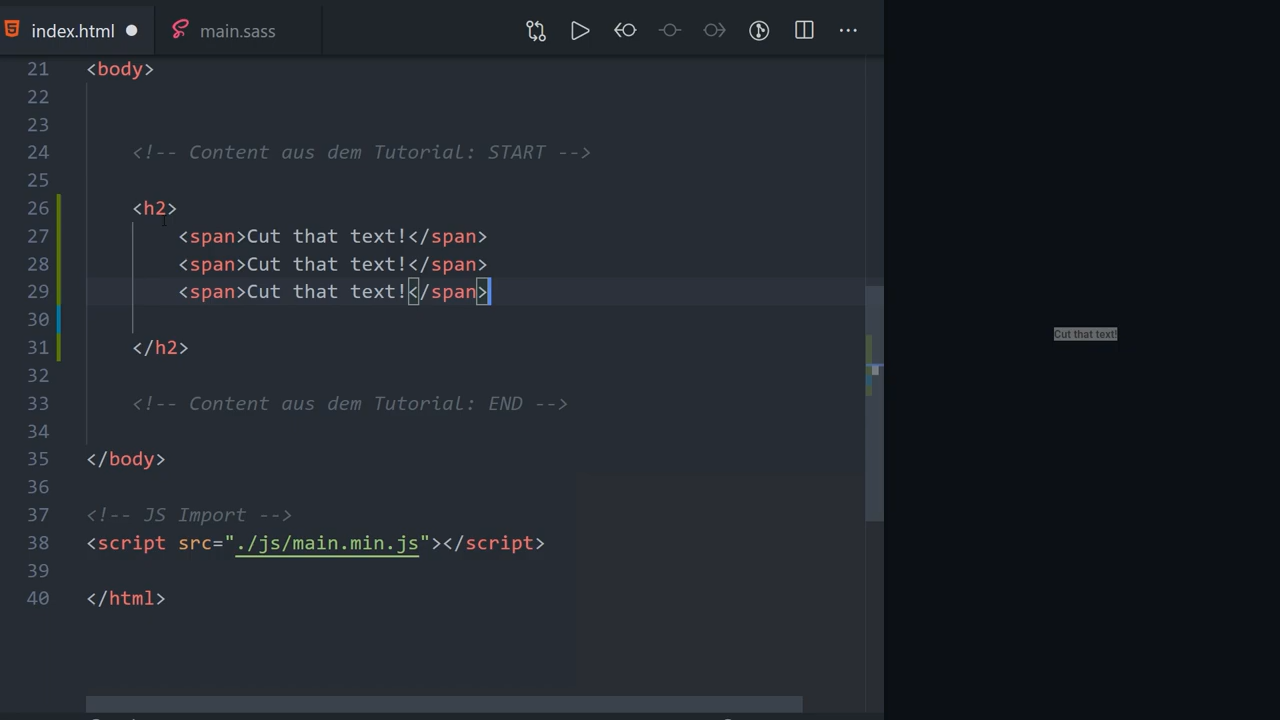 index.html
main.sass
21 <body>
22
23
24 <!-- Content aus dem Tutorial: START -->
25
26 <h2>
27 <span>Cut that text!</span>
28 <span>Cut that text!</span>
29 <span>Cut that text!</span>
30
31 </h2>
32
33 <!-- Content aus dem Tutorial: END -->
34
35 </body>
36
37 <!-- JS Import -->
38 <script src="./js/main.min.js"></script>
39
40 </html>
Cut that text!